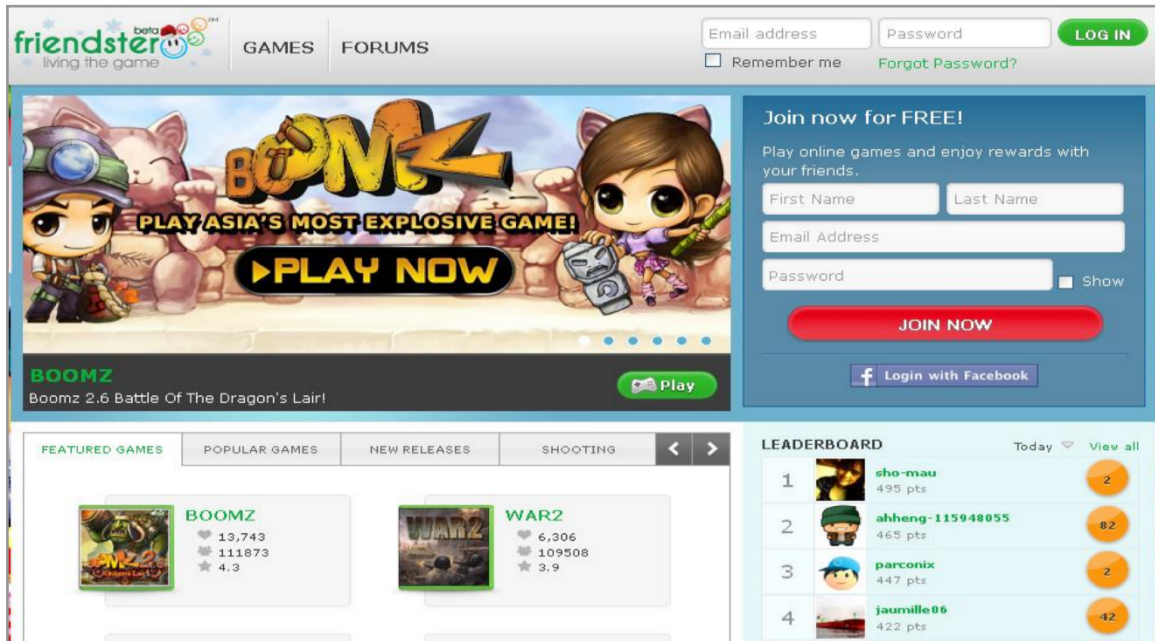 friendster beta TM
living the game
GAMES FORUMS
Email address Password LOG IN
Remember me Forgot Password?
BOOMZ
PLAY ASIA'S MOST EXPLOSIVE GAME!
PLAY NOW
BOOMZ
Boomz 2.6 Battle Of The Dragon's Lair!
Play
Join now for FREE!
Play online games and enjoy rewards with
your friends.
First Name Last Name
Email Address
Password Show
JOIN NOW
f Login with Facebook
FEATURED GAMES POPULAR GAMES NEW RELEASES SHOOTING < >
BOOMZ
13,743
111873
4.3
WAR2
WAR2
6,306
109508
3.9
LEADERBOARD Today View all
1 sho-mau 2
495 pts
2 ahheng-115948055 82
465 pts
3 parconix 2
447 pts
4 jaumille06 42
422 pts